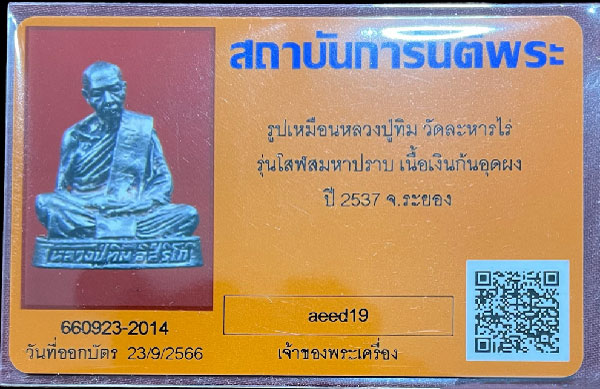 สถาบันการันตีพระ
รูปเหมือนหลวงปู่ทิม วัดละหารไร่
รุ่นโสฬสมหาปราบ เนื้อเงินก้นอุดผง
ปี 2537 จ.ระยอง
หลวงปู่ทิม อิสริโก
660923-2014
วันที่ออกบัตร 23/9/2566
aeed19
เจ้าของพระเครื่อง